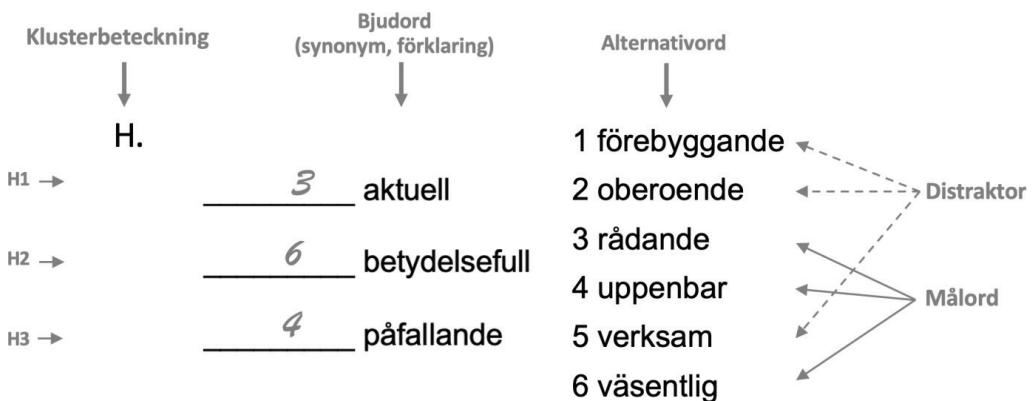 Klusterbeteckning
Bjudord
(synonym, förklaring)
Alternativord
H.
H1
3 aktuell
H2
6 betydelsefull
H3
4 påfallande
1 förebyggande
2 oberoende
3 rådande
4 uppenbar
5 verksam
6 väsentlig
Distraktor
Målord